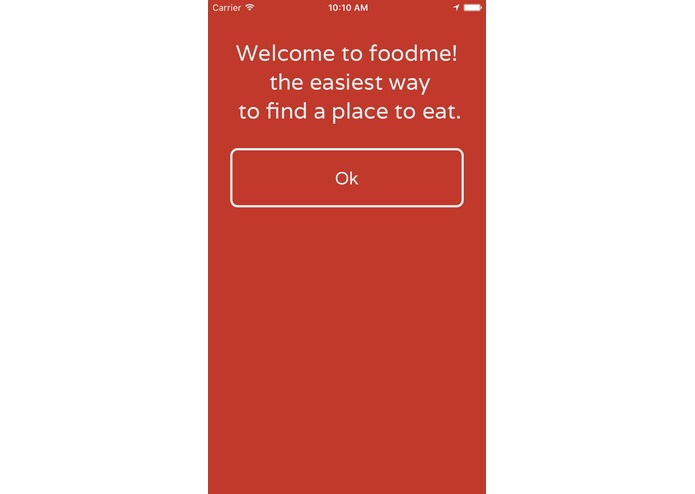 Carrier 10:10 AM
Welcome to foodme!
the easiest way
to find a place to eat.
Ok